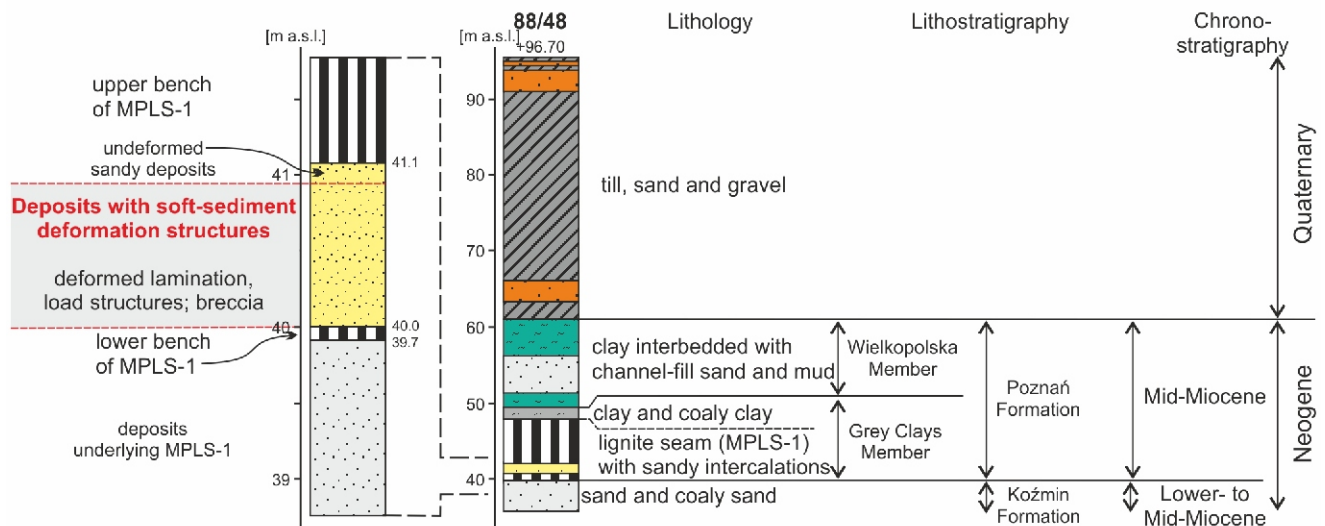 [m a.s.l.]
upper bench
of MPLS-1
undeformed
sandy deposits
41
41.1
Deposits with soft-sediment
deformation structures
deformed lamination,
load structures; breccia
40
40.0
39.7
lower bench
of MPLS-1
deposits
underlying MPLS-1
39
88/48
+96.70
[m a.s.l.]
90
80
70
60
50
40
Lithology
till, sand and gravel
clay interbedded with
channel-fill sand and mud
clay and coaly clay
lignite seam (MPLS-1)
with sandy intercalations
sand and coaly sand
Lithostratigraphy
Wielkopolska
Member
Grey Clays
Member
Poznań
Formation
Koźmin
Formation
Chrono-
stratigraphy
Mid-Miocene
Lower- to
Mid-Miocene
Quaternary
Neogene